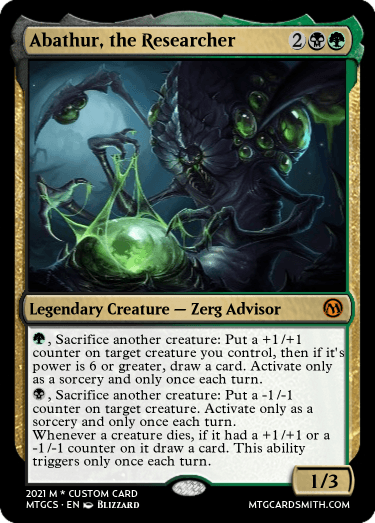 Abathur, the Researcher 2
Legendary Creature — Zerg Advisor
, Sacrifice another creature: Put a +1/+1
counter on target creature you control, then if it's
power is 6 or greater, draw a card. Activate only
as a sorcery and only once each turn.
, Sacrifice another creature: Put a -1/-1
counter on target creature. Activate only as a
sorcery and only once each turn.
Whenever a creature dies, if it had a +1/+1 or a
-1/-1 counter on it draw a card. This ability
triggers only once each turn.
1/3
2021 M * CUSTOM CARD
MTGCS • EN BLIZZARD
MTGCARDSMITH.COM